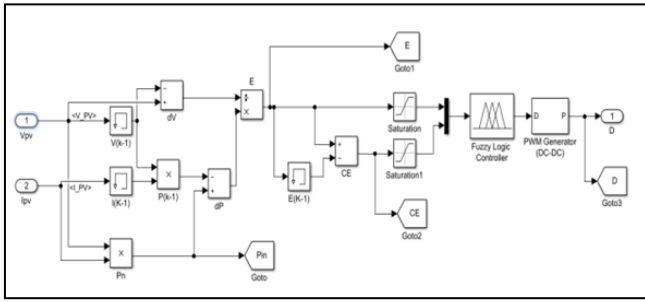 E
Goto1
E
÷
×
-
+
dV
1
Vpv
<V_PV>
V(k-1)
Saturation
Fuzzy Logic
Controller
D
P
PWM Generator
(DC-DC)
1
D
2
Ipv
<I_PV>
I(K-1)
X
P(k-1)
-
+
dP
E(K-1)
+
-
CE
Saturation1
CE
Goto2
D
Goto3
X
Pn
Pin
Goto